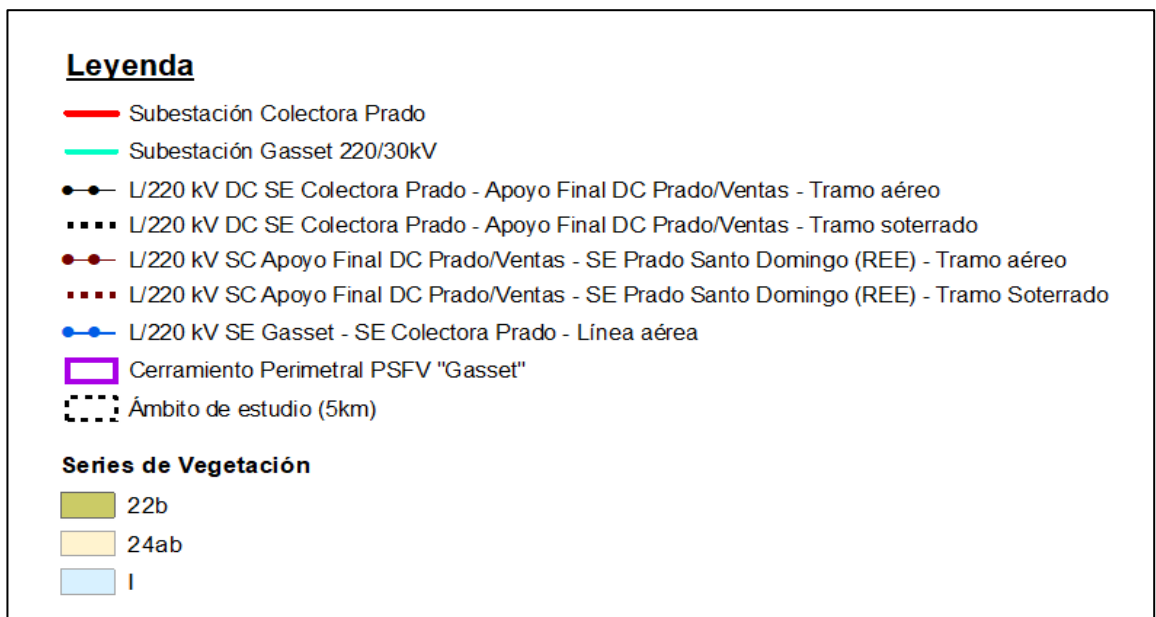 Leyenda
Subestación Colectora Prado
Subestación Gasset 220/30kV
L/220 kV DC SE Colectora Prado - Apoyo Final DC Prado/Ventas - Tramo aéreo
L/220 kV DC SE Colectora Prado - Apoyo Final DC Prado/Ventas - Tramo soterrado
L/220 kV SC Apoyo Final DC Prado/Ventas - SE Prado Santo Domingo (REE) - Tramo aéreo
L/220 kV SC Apoyo Final DC Prado/Ventas - SE Prado Santo Domingo (REE) - Tramo Soterrado
L/220 kV SE Gasset - SE Colectora Prado - Línea aérea
Cerramiento Perimetral PSFV "Gasset"
Ámbito de estudio (5km)
Series de Vegetación
22b
24ab
I